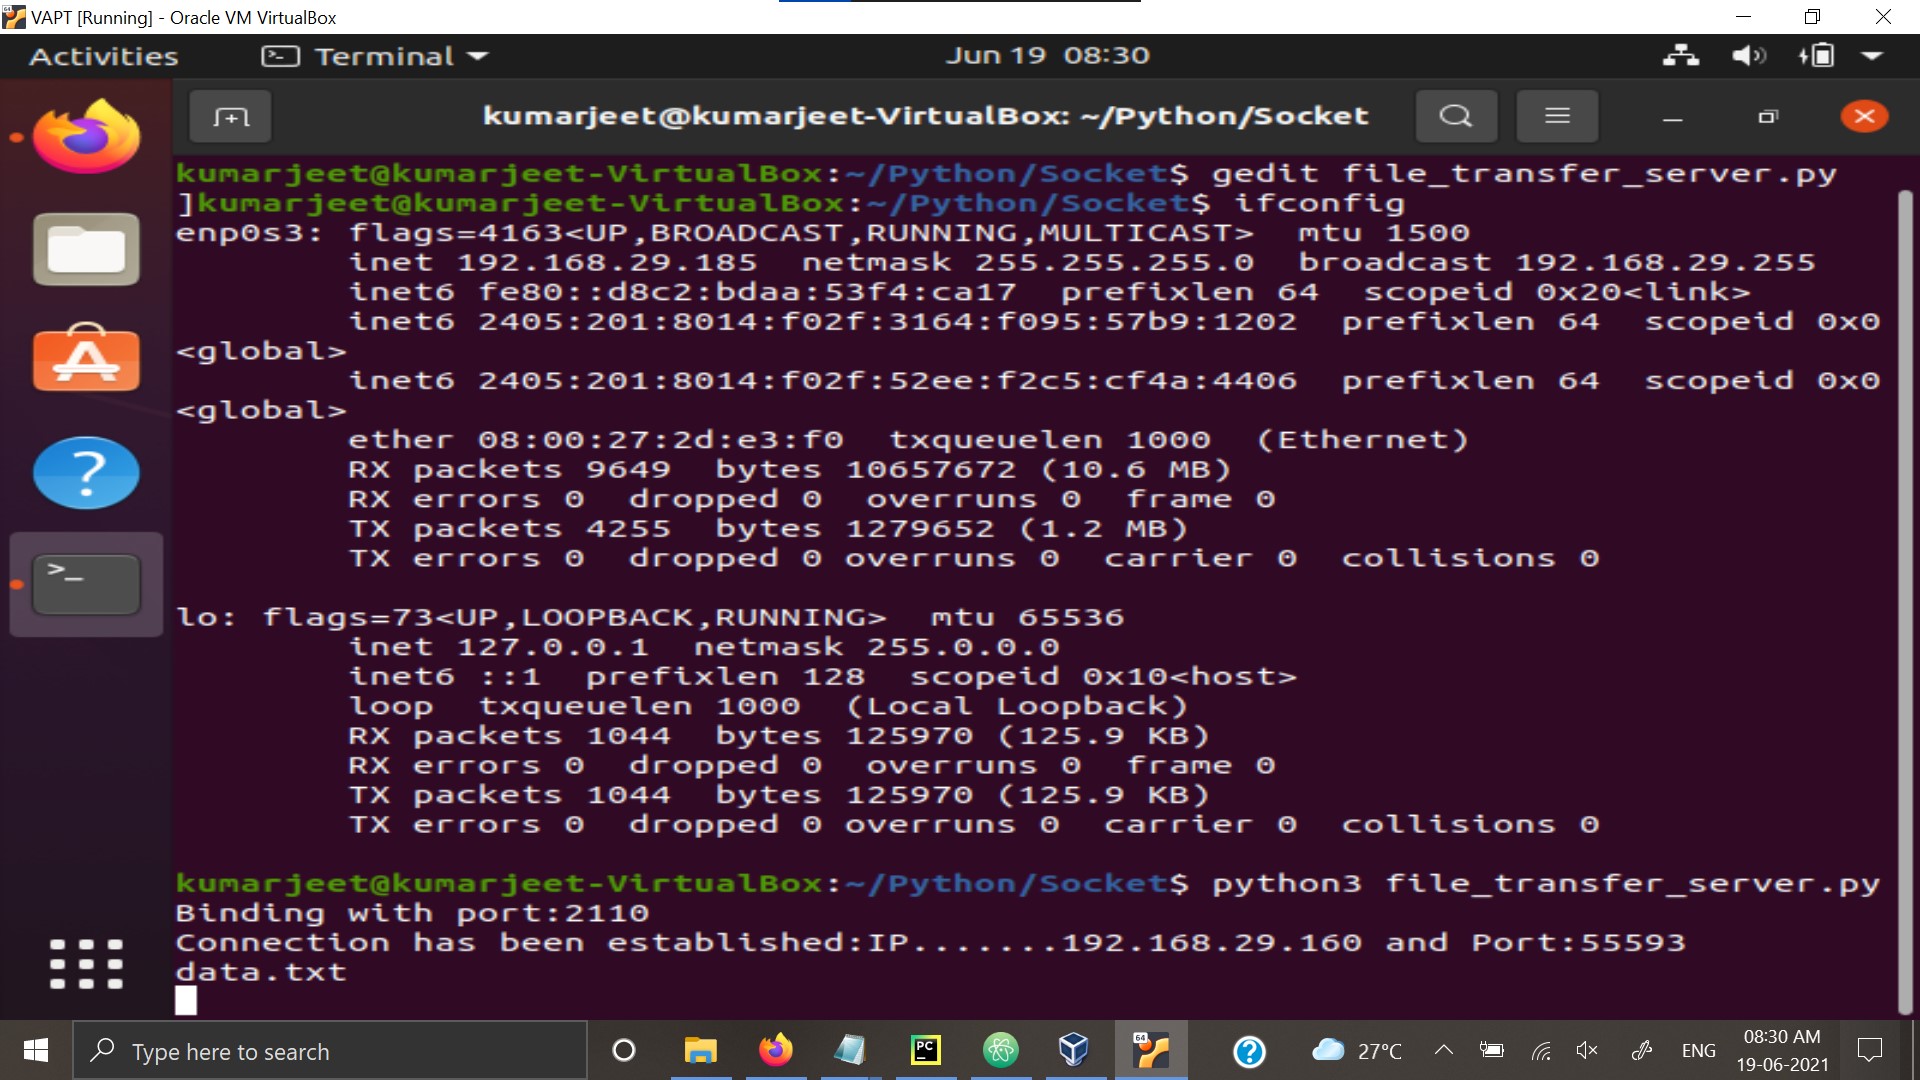 VAPT [Running] - Oracle VM VirtualBox
Activities
Terminal
Jun 19 08:30
kumarjeet@kumarjeet-VirtualBox: ~/Python/Socket
kumarjeet@kumarjeet-VirtualBox:~/Python/Socket$ gedit file_transfer_server.py
]kumarjeet@kumarjeet-VirtualBox:~/Python/Socket$ ifconfig
enp0s3: flags=4163<UP,BROADCAST,RUNNING,MULTICAST>  mtu 1500
        inet 192.168.29.185  netmask 255.255.255.0  broadcast 192.168.29.255
        inet6 fe80::d8c2:bdaa:53f4:ca17  prefixlen 64  scopeid 0x20<link>
        inet6 2405:201:8014:f02f:3164:f095:57b9:1202  prefixlen 64  scopeid 0x0
<global>
        inet6 2405:201:8014:f02f:52ee:f2c5:cf4a:4406  prefixlen 64  scopeid 0x0
<global>
        ether 08:00:27:2d:e3:f0  txqueuelen 1000  (Ethernet)
        RX packets 9649  bytes 10657672 (10.6 MB)
        RX errors 0  dropped 0  overruns 0  frame 0
        TX packets 4255  bytes 1279652 (1.2 MB)
        TX errors 0  dropped 0 overruns 0  carrier 0  collisions 0
lo: flags=73<UP,LOOPBACK,RUNNING>  mtu 65536
        inet 127.0.0.1  netmask 255.0.0.0
        inet6 ::1  prefixlen 128  scopeid 0x10<host>
        loop  txqueuelen 1000  (Local Loopback)
        RX packets 1044  bytes 125970 (125.9 KB)
        RX errors 0  dropped 0  overruns 0  frame 0
        TX packets 1044  bytes 125970 (125.9 KB)
        TX errors 0  dropped 0 overruns 0  carrier 0  collisions 0
kumarjeet@kumarjeet-VirtualBox:~/Python/Socket$ python3 file_transfer_server.py
Binding with port:2110
Connection has been established:IP.......192.168.29.160 and Port:55593
data.txt
Type here to search
PC
64
27°C
ENG
08:30 AM
19-06-2021